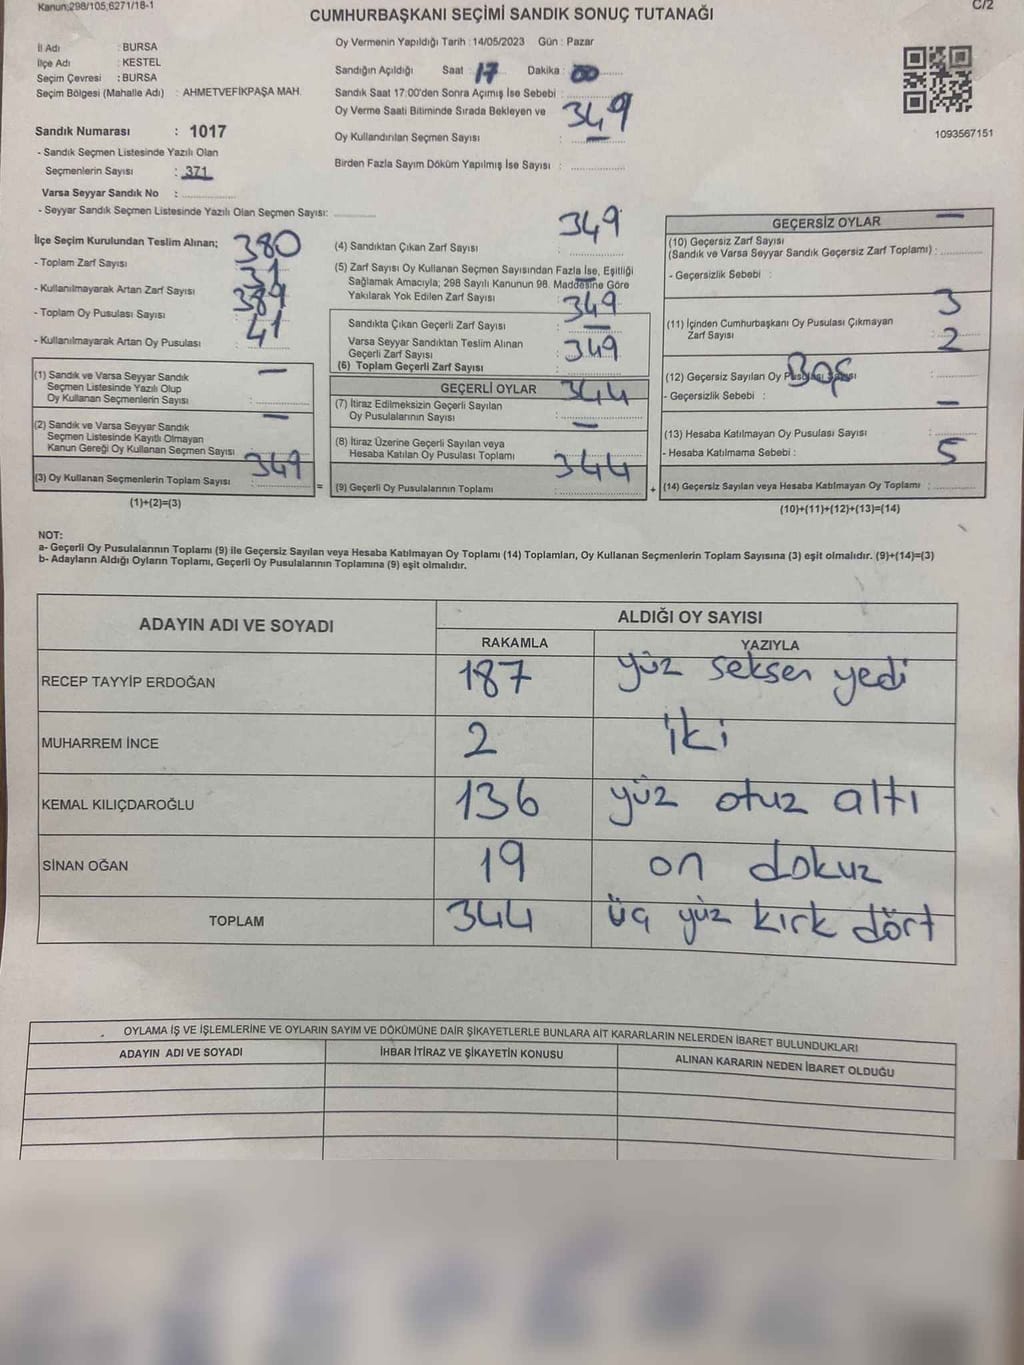 Kanun:298/105,6271/18-1
C/2
CUMHURBAŞKANI SEÇİMİ SANDIK SONUÇ TUTANAĞI
İl Adı : BURSA
İlçe Adı : KESTEL
Seçim Çevresi : BURSA
Seçim Bölgesi (Mahalle Adı) : AHMETVEFİKPAŞA MAH.
Sandık Numarası : 1017
- Sandık Seçmen Listesinde Yazılı Olan
Seçmenlerin Sayısı : 371
Varsa Seyyar Sandık No :
- Seyyar Sandık Seçmen Listesinde Yazılı Olan Seçmen Sayısı:
Oy Vermenin Yapıldığı Tarih : 14/05/2023 Gün : Pazar
Sandığın Açıldığı Saat : 17 Dakika : 00
Sandık Saat 17:00'den Sonra Açımış İse Sebebi :
Oy Verme Saati Bitiminde Sırada Bekleyen ve
Oy Kullandırılan Seçmen Sayısı : 349
Birden Fazla Sayım Döküm Yapılmış İse Sayısı :
1093567151
İlçe Seçim Kurulundan Teslim Alınan;
- Toplam Zarf Sayısı 380
- Kullanılmayarak Artan Zarf Sayısı 31
- Toplam Oy Pusulası Sayısı 389
- Kullanılmayarak Artan Oy Pusulası 41
(1) Sandık ve Varsa Seyyar Sandık
Seçmen Listesinde Yazılı Olup
Oy Kullanan Seçmenlerin Sayısı : —
(2) Sandık ve Varsa Seyyar Sandık
Seçmen Listesinde Kayıtlı Olmayan
Kanun Gereği Oy Kullanan Seçmen Sayısı : —
(3) Oy Kullanan Seçmenlerin Toplam Sayısı : 349 =
(1)+(2)=(3)
(4) Sandıktan Çıkan Zarf Sayısı : 349
(5) Zarf Sayısı Oy Kullanan Seçmen Sayısından Fazla İse, Eşitliği
Sağlamak Amacıyla; 298 Sayılı Kanunun 98. Maddesine Göre
Yakılarak Yok Edilen Zarf Sayısı : —
Sandıkta Çıkan Geçerli Zarf Sayısı : 349
Varsa Seyyar Sandıktan Teslim Alınan
Geçerli Zarf Sayısı : —
(6) Toplam Geçerli Zarf Sayısı : 349
GEÇERLİ OYLAR
(7) İtiraz Edilmeksizin Geçerli Sayılan
Oy Pusulalarının Sayısı : 344
(8) İtiraz Üzerine Geçerli Sayılan veya
Hesaba Katılan Oy Pusulası Toplamı : —
(9) Geçerli Oy Pusulalarının Toplamı : 344 +
GEÇERSİZ OYLAR
(10) Geçersiz Zarf Sayısı
(Sandık ve Varsa Seyyar Sandık Geçersiz Zarf Toplamı) : —
- Geçersizlik Sebebi :
(11) İçinden Cumhurbaşkanı Oy Pusulası Çıkmayan
Zarf Sayısı : 3
(12) Geçersiz Sayılan Oy Pusulası Sayısı : 2
- Geçersizlik Sebebi : Boş
(13) Hesaba Katılmayan Oy Pusulası Sayısı : —
- Hesaba Katılmama Sebebi :
(14) Geçersiz Sayılan veya Hesaba Katılmayan Oy Toplamı : 5
(10)+(11)+(12)+(13)=(14)
NOT:
a- Geçerli Oy Pusulalarının Toplamı (9) ile Geçersiz Sayılan veya Hesaba Katılmayan Oy Toplamı (14) Toplamları, Oy Kullanan Seçmenlerin Toplam Sayısına (3) eşit olmalıdır. (9)+(14)=(3)
b- Adayların Aldığı Oyların Toplamı, Geçerli Oy Pusulalarının Toplamına (9) eşit olmalıdır.
ADAYIN ADI VE SOYADI ALDIĞI OY SAYISI
RAKAMLA YAZIYLA
RECEP TAYYİP ERDOĞAN 187 yüz seksen yedi
MUHARREM İNCE 2 iki
KEMAL KILIÇDAROĞLU 136 yüz otuz altı
SİNAN OĞAN 19 on dokuz
TOPLAM 344 üç yüz kırk dört
OYLAMA İŞ VE İŞLEMLERİNE VE OYLARIN SAYIM VE DÖKÜMÜNE DAİR ŞİKAYETLERLE BUNLARA AİT KARARLARIN NELERDEN İBARET BULUNDUKLARI
ADAYIN ADI VE SOYADI İHBAR İTİRAZ VE ŞİKAYETİN KONUSU ALINAN KARARIN NEDEN İBARET OLDUĞU